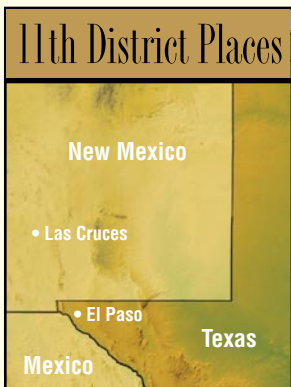 11th District Places
New Mexico
• Las Cruces
• El Paso
Texas
Mexico